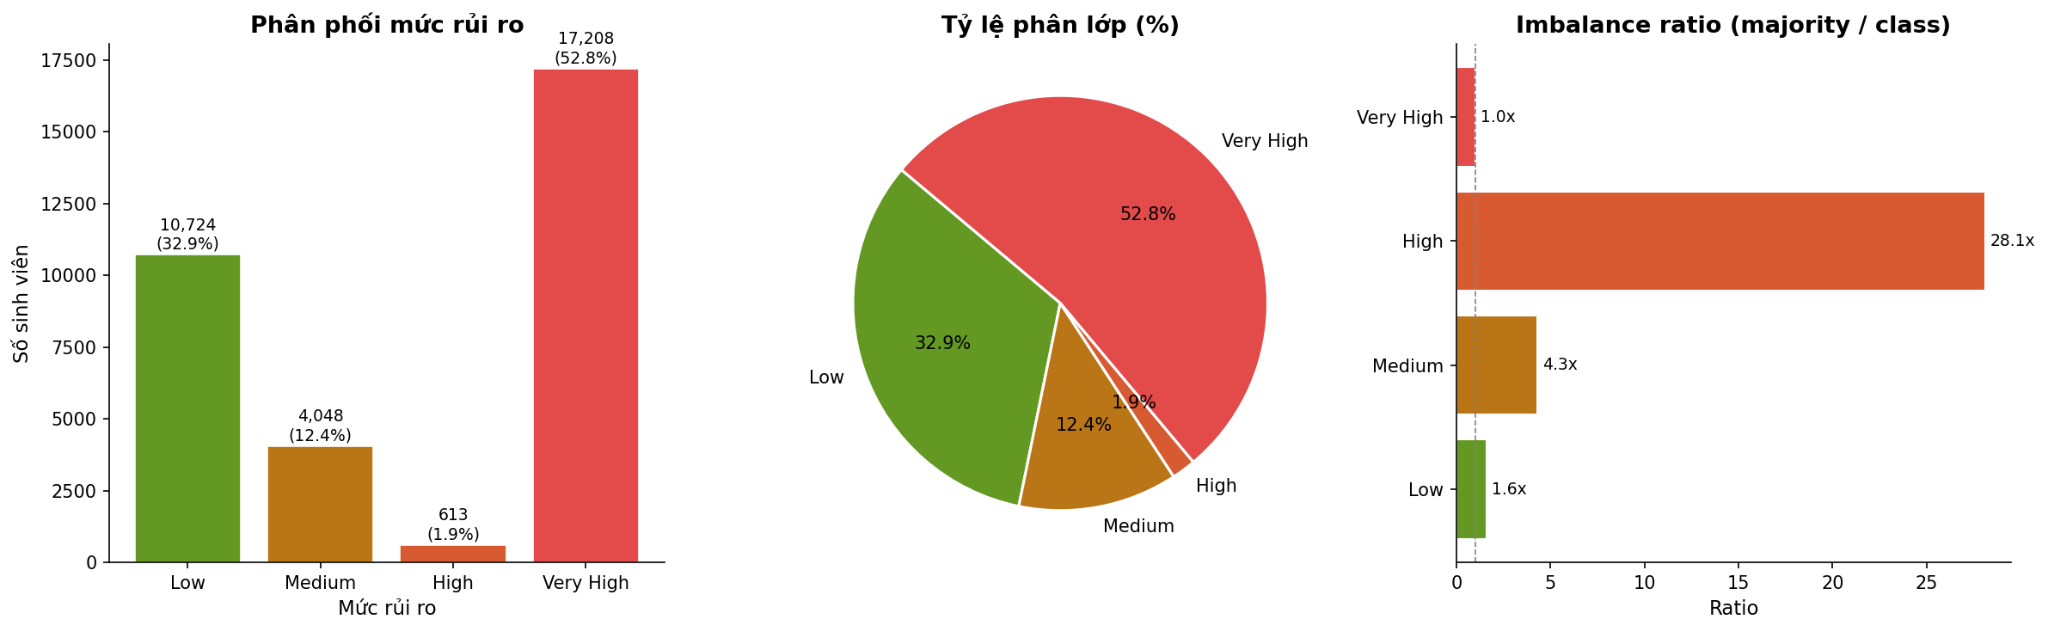 Phân phối mức rủi ro
17,208
(52.8%)
17500
15000
12500
10000
7500
5000
2500
0
Số sinh viên
10,724
(32.9%)
4,048
(12.4%)
613
(1.9%)
Low
Medium
High
Very High
Mức rủi ro
Tỷ lệ phân lớp (%)
Very High
52.8%
32.9%
Low
1.9%
12.4%
High
Medium
Imbalance ratio (majority / class)
Very High
1.0x
High
28.1x
Medium
4.3x
Low
1.6x
0
5
10
15
20
25
Ratio